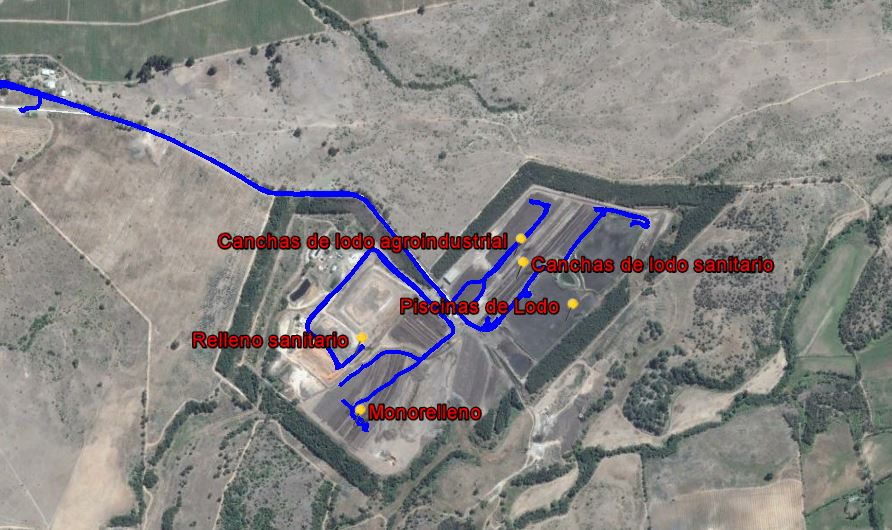 Canchas de lodo agroindustrial
Canchas de lodo sanitario
Piscinas de Lodo
Relleno sanitario
Monorelleno